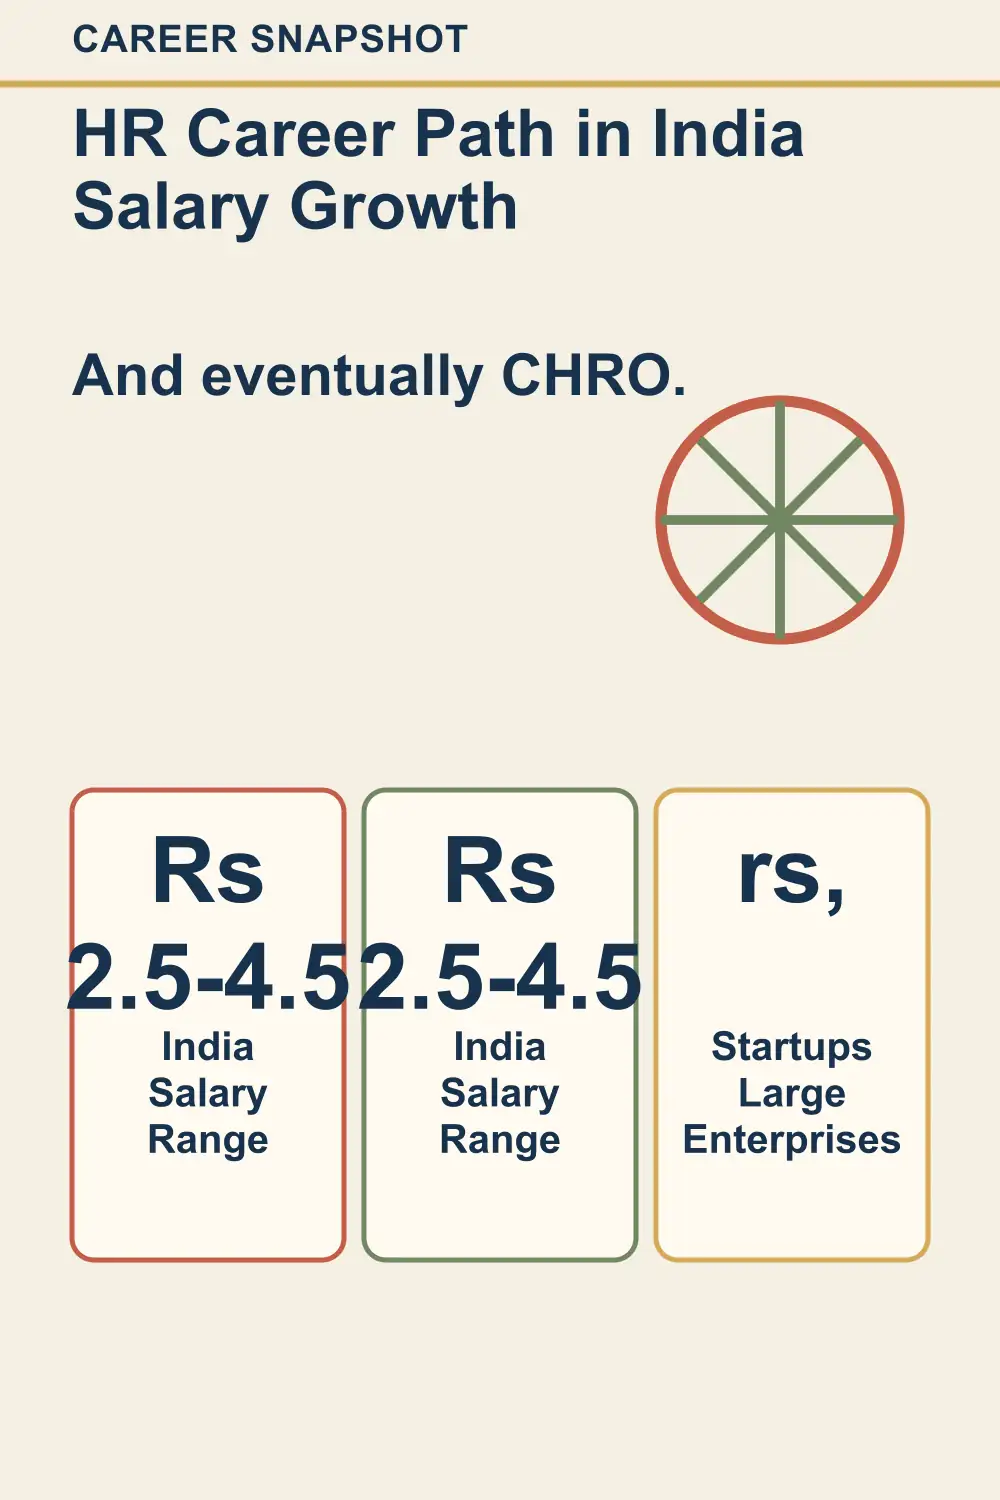 CAREER SNAPSHOT
HR Career Path in India
Salary Growth
And eventually CHRO.
Rs
2.5-4.5
India
Salary
Range
Rs
2.5-4.5
India
Salary
Range
rs,
Startups
Large
Enterprises